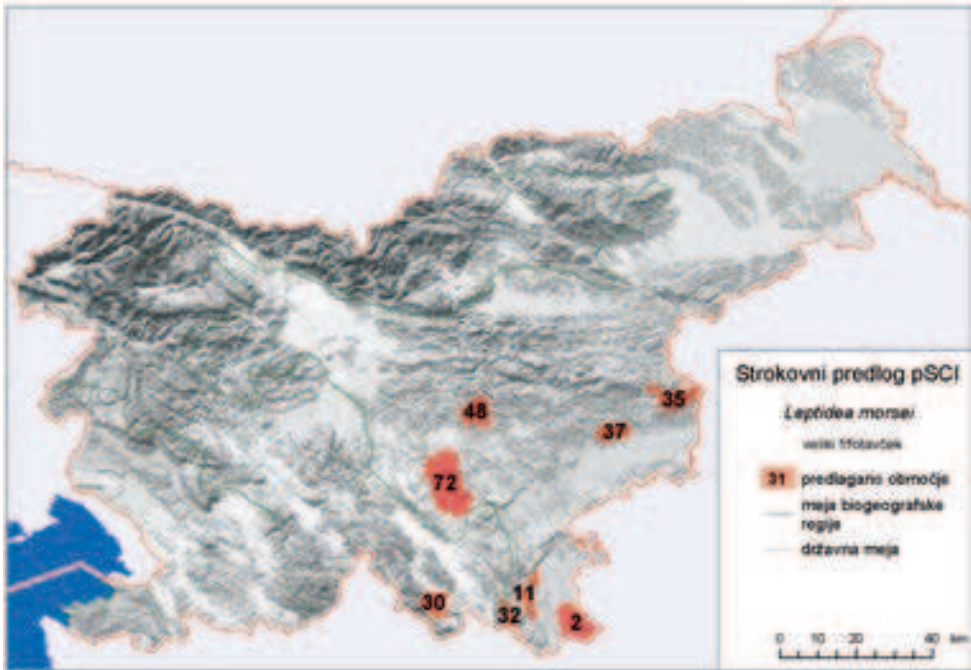 48
35
37
72
30
11
32
2
Strokovni predlog pSCI
Leptidea morsei
veliki frfotavček
31 predlagano območje
meja biogeografske
regije
državna meja
0 10 20 40 km